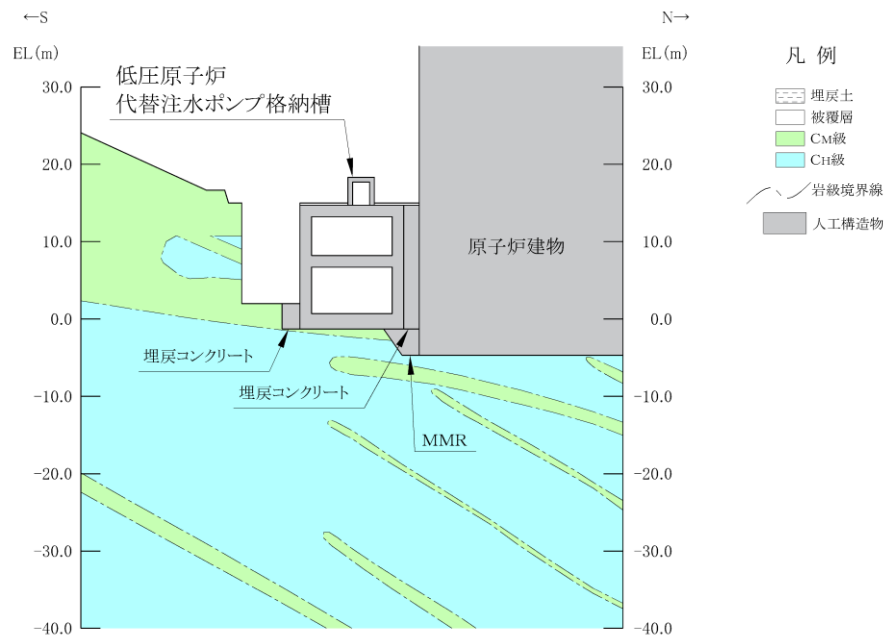 ←S
N→
EL(m)
EL(m)
凡 例
低圧原子炉
代替注水ポンプ格納槽
埋戻土
被覆層
CM級
CH級
岩級境界線
人工構造物
30.0
20.0
10.0
0.0
-10.0
-20.0
-30.0
-40.0
原子炉建物
埋戻コンクリート
埋戻コンクリート
MMR
30.0
20.0
10.0
0.0
-10.0
-20.0
-30.0
-40.0